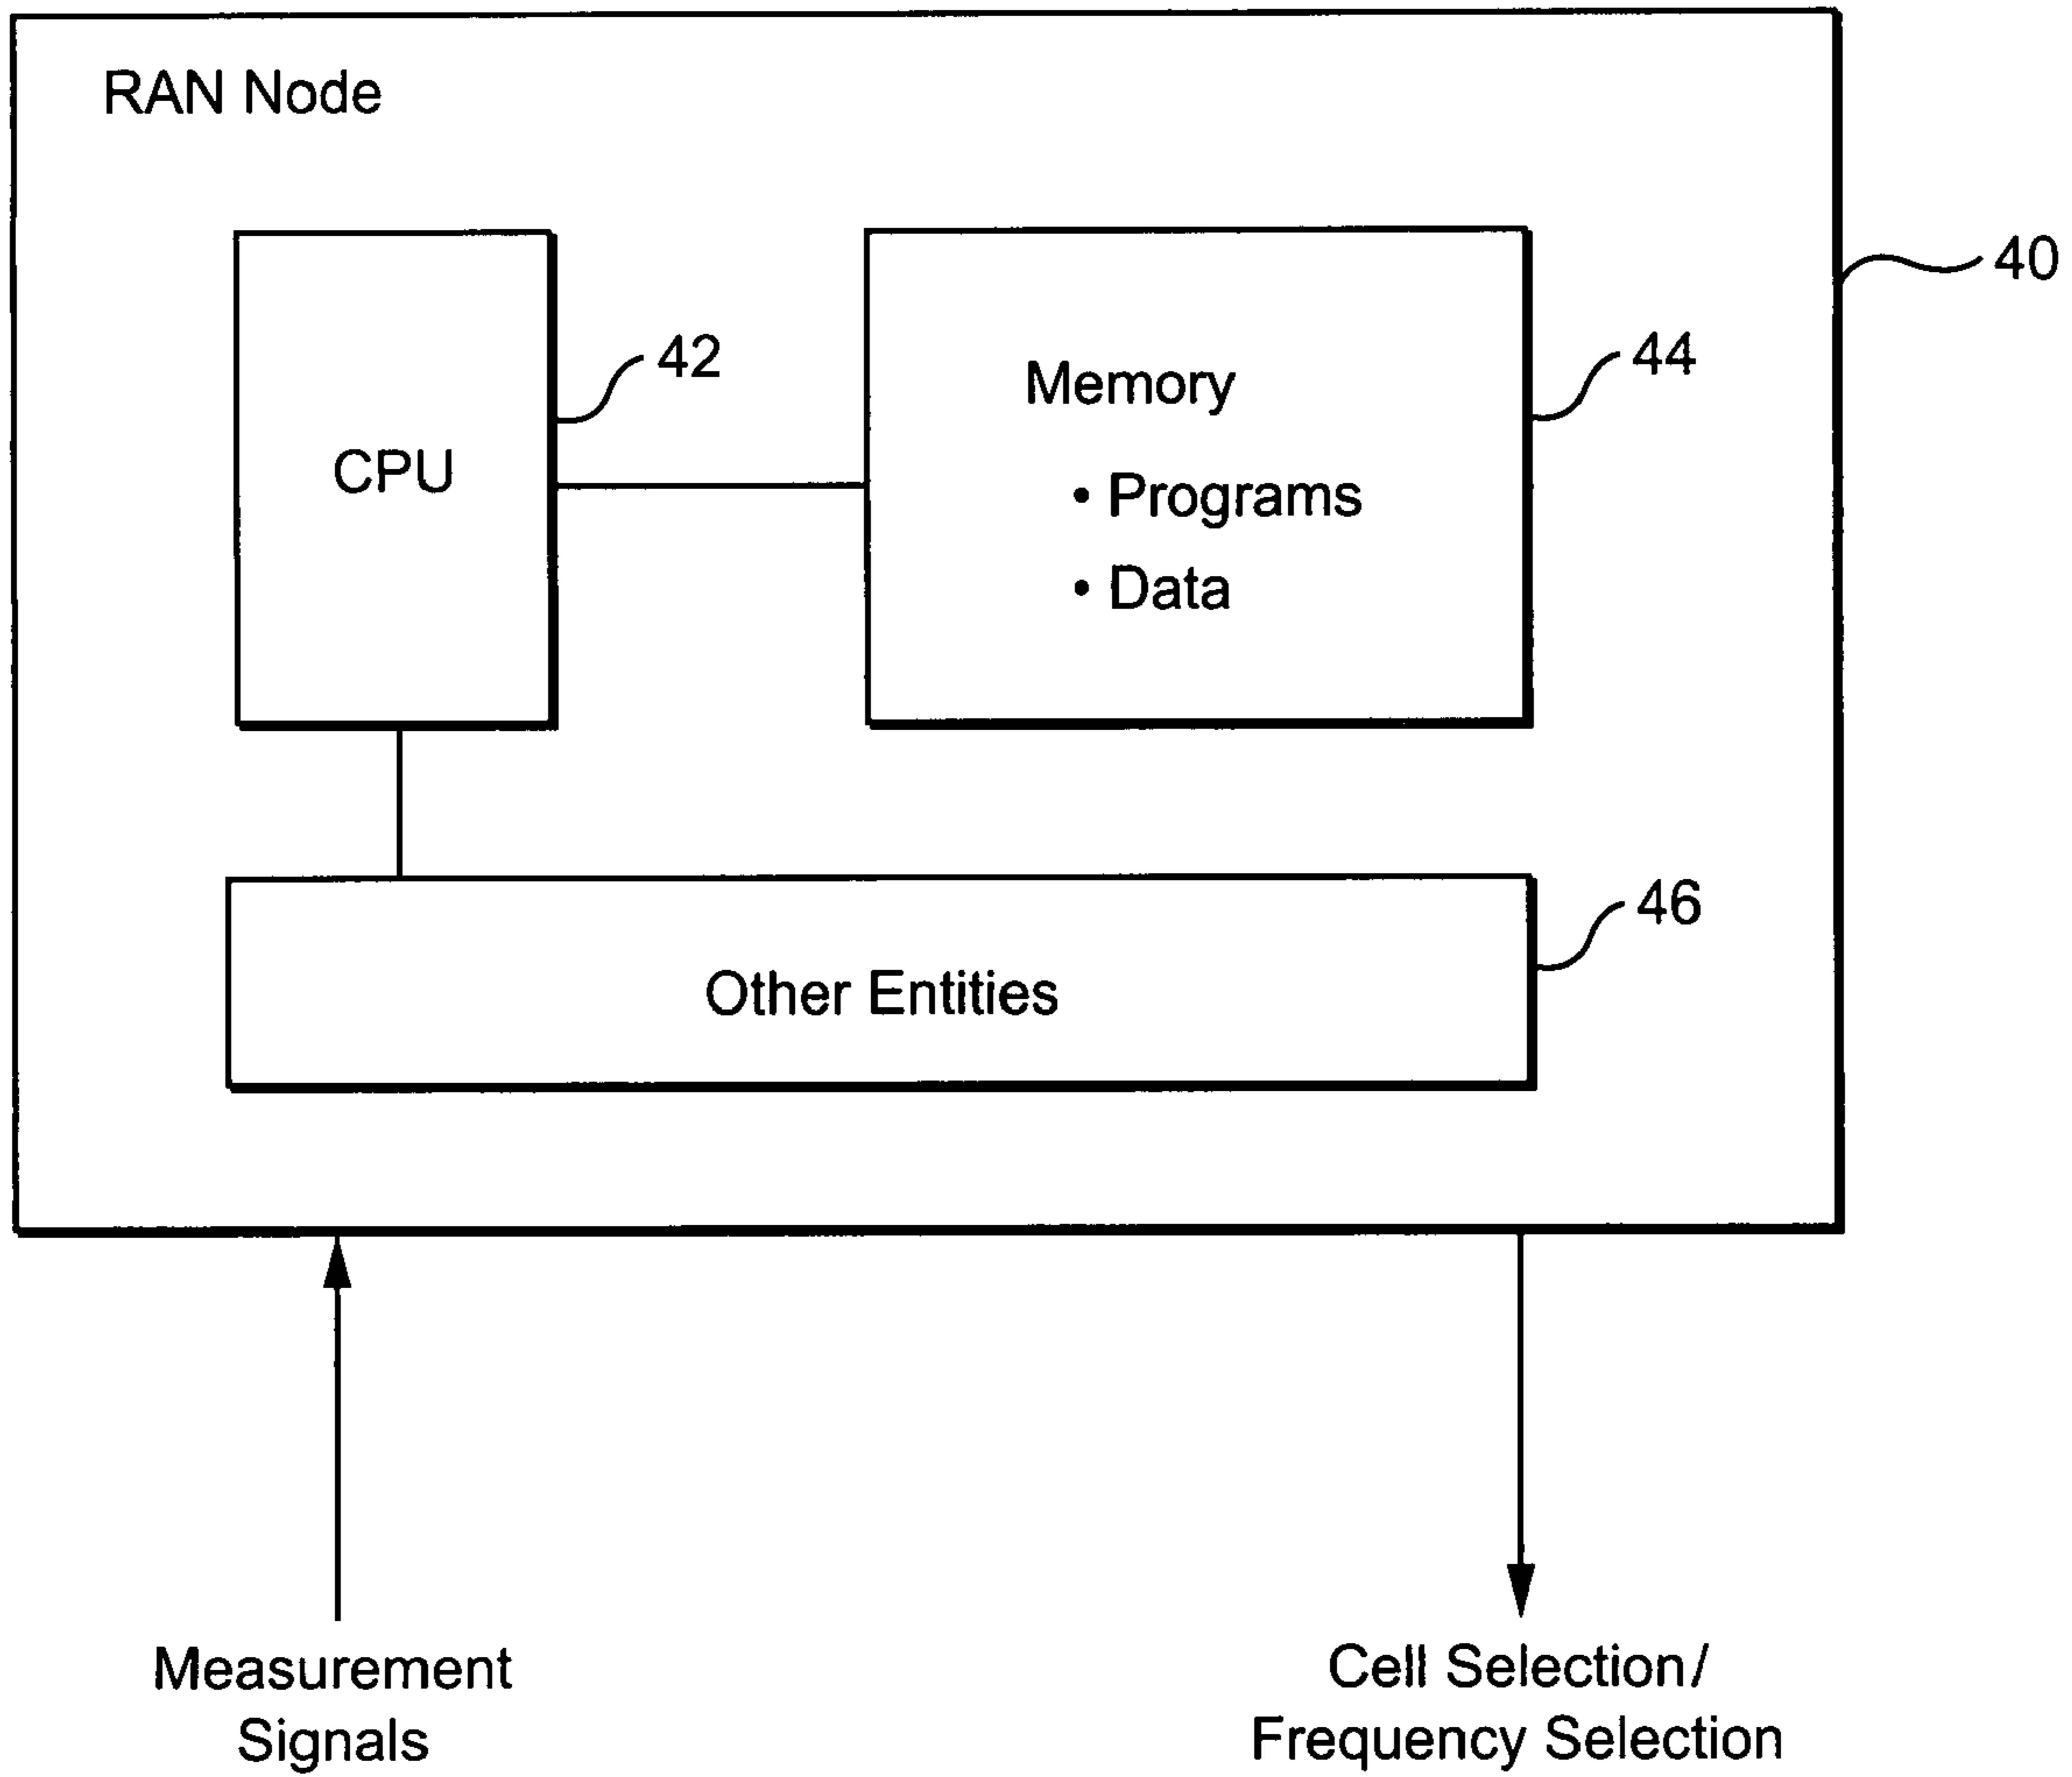 RAN Node
40
42
44
Memory
CPU
• Programs
• Data
46
Other Entities
Measurement
Signals
Cell Selection/
Frequency Selection